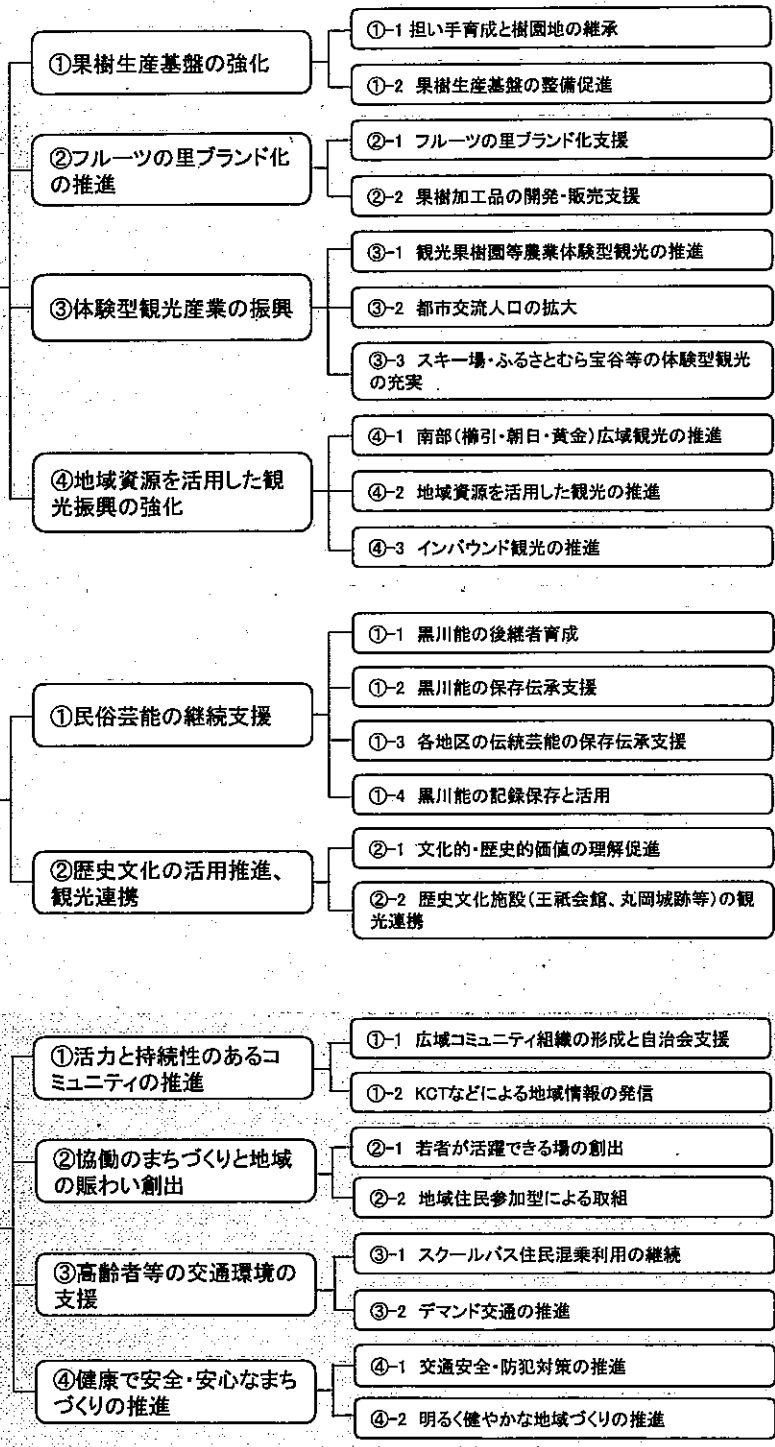 ①果樹生産基盤の強化
①-1 担い手育成と樹園地の継承
①-2 果樹生産基盤の整備促進
②フルーツの里ブランド化
の推進
②-1 フルーツの里ブランド化支援
②-2 果樹加工品の開発・販売支援
③体験型観光産業の振興
③-1 観光果樹園等農業体験型観光の推進
③-2 都市交流人口の拡大
③-3 スキー場・ふるさとむら宝谷等の体験型観光
の充実
④地域資源を活用した観
光振興の強化
④-1 南部(櫛引・朝日・黄金)広域観光の推進
④-2 地域資源を活用した観光の推進
④-3 インバウンド観光の推進
①民俗芸能の継続支援
①-1 黒川能の後継者育成
①-2 黒川能の保存伝承支援
①-3 各地区の伝統芸能の保存伝承支援
①-4 黒川能の記録保存と活用
②歴史文化の活用推進、
観光連携
②-1 文化的・歴史的価値の理解促進
②-2 歴史文化施設(王祇会館、丸岡城跡等)の観
光連携
①活力と持続性のあるコ
ミュニティの推進
①-1 広域コミュニティ組織の形成と自治会支援
①-2 KCTなどによる地域情報の発信
②協働のまちづくりと地域
の賑わい創出
②-1 若者が活躍できる場の創出
②-2 地域住民参加型による取組
③高齢者等の交通環境の
支援
③-1 スクールバス住民混乗利用の継続
③-2 デマンド交通の推進
④健康で安全・安心なまち
づくりの推進
④-1 交通安全・防犯対策の推進
④-2 明るく健やかな地域づくりの推進